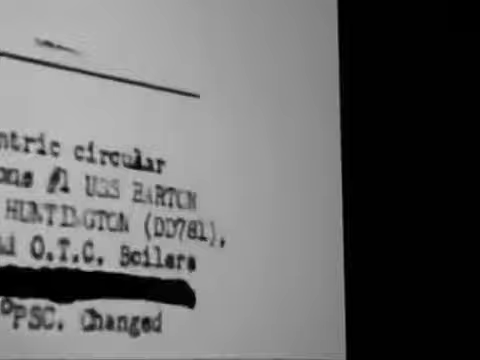 ntric circular
ons #1 USS BARTON
HUNTINGTON (DD781),
d O.T.C. Boilers
°PSC. Changed